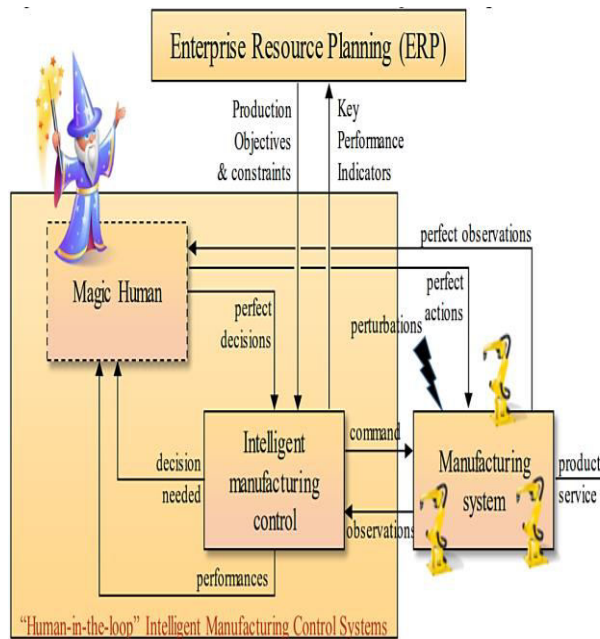 Enterprise Resource Planning (ERP)
Production
Objectives
& constraints
Key
Performance
Indicators
perfect observations
Magic Human
perfect
decisions
perfect
actions
perturbations
Intelligent
manufacturing
control
command
Manufacturing
system
product
service
decision
needed
observations
performances
“Human-in-the-loop” Intelligent Manufacturing Control Systems